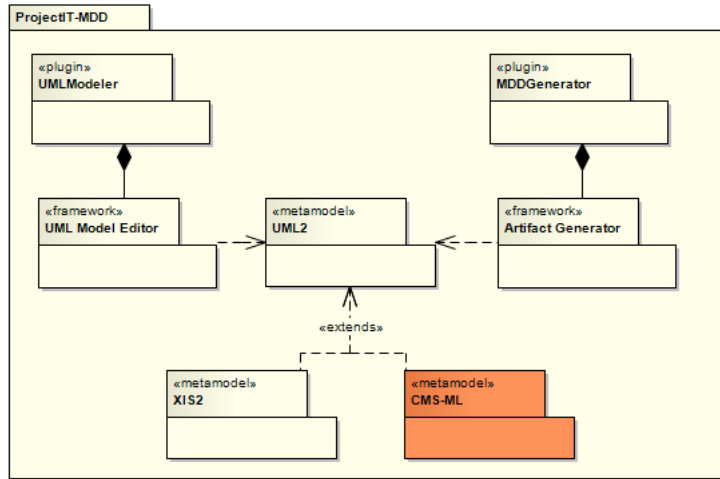 ProjectIT-MDD
«plugin»
UMLModeler
«plugin»
MDDGenerator
«framework»
UML Model Editor
«metamodel»
UML2
«framework»
Artifact Generator
«extends»
«metamodel»
XIS2
«metamodel»
CMS-ML